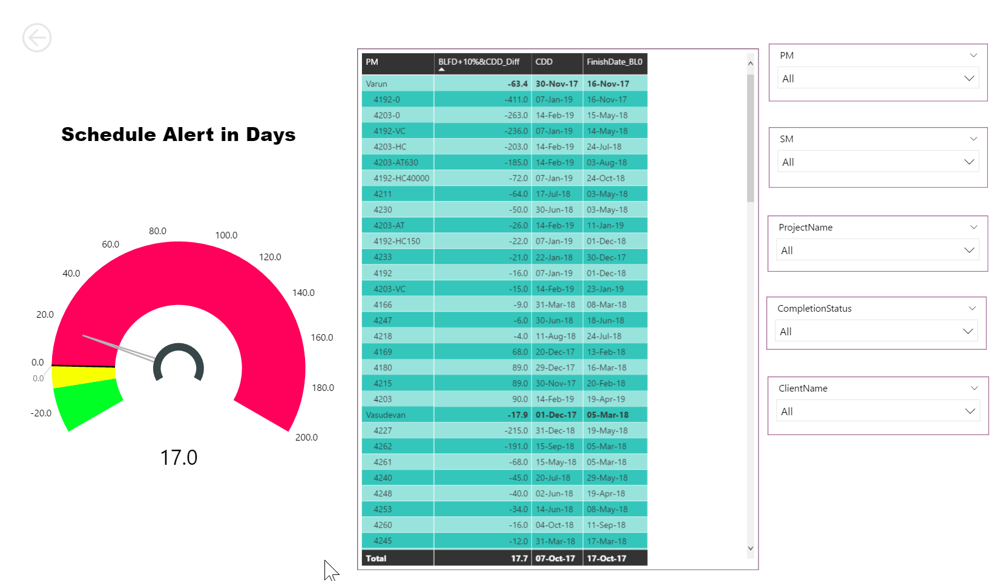 Schedule Alert in Days
80.0
100.0
60.0
120.0
40.0
140.0
20.0
160.0
0.0
0.0
180.0
-20.0
200.0
17.0
PM BLFD+10%&CDD_Diff CDD FinishDate_BL0
Varun -63.4 30-Nov-17 16-Nov-17
4192-0 -411.0 07-Jan-19 16-Nov-17
4203-0 -263.0 14-Feb-19 15-May-18
4192-VC -236.0 07-Jan-19 14-May-18
4203-HC -203.0 14-Feb-19 24-Jul-18
4203-AT630 -185.0 14-Feb-19 03-Aug-18
4192-HC40000 -72.0 07-Jan-19 24-Oct-18
4211 -64.0 17-Jul-18 03-May-18
4230 -50.0 30-Jun-18 03-May-18
4203-AT -26.0 14-Feb-19 11-Jan-19
4192-HC150 -22.0 07-Jan-19 01-Dec-18
4233 -21.0 22-Jan-18 30-Dec-17
4192 -16.0 07-Jan-19 01-Dec-18
4203-VC -15.0 14-Feb-19 23-Jan-19
4166 -9.0 31-Mar-18 08-Mar-18
4247 -6.0 30-Jun-18 18-Jun-18
4218 -4.0 11-Aug-18 24-Jul-18
4169 68.0 20-Dec-17 13-Feb-18
4180 89.0 29-Dec-17 16-Mar-18
4215 89.0 30-Nov-17 20-Feb-18
4203 90.0 14-Feb-19 19-Apr-19
Vasudevan -17.9 01-Dec-17 05-Mar-18
4227 -215.0 31-Dec-18 19-May-18
4262 -191.0 15-Sep-18 05-Mar-18
4261 -68.0 15-May-18 05-Mar-18
4240 -45.0 20-Jul-18 29-May-18
4248 -40.0 02-Jun-18 19-Apr-18
4253 -34.0 14-Jun-18 08-May-18
4260 -16.0 04-Oct-18 11-Sep-18
4245 -12.0 31-Mar-18 17-Mar-18
Total 17.7 07-Oct-17 17-Oct-17
PM
All
SM
All
ProjectName
All
CompletionStatus
All
ClientName
All